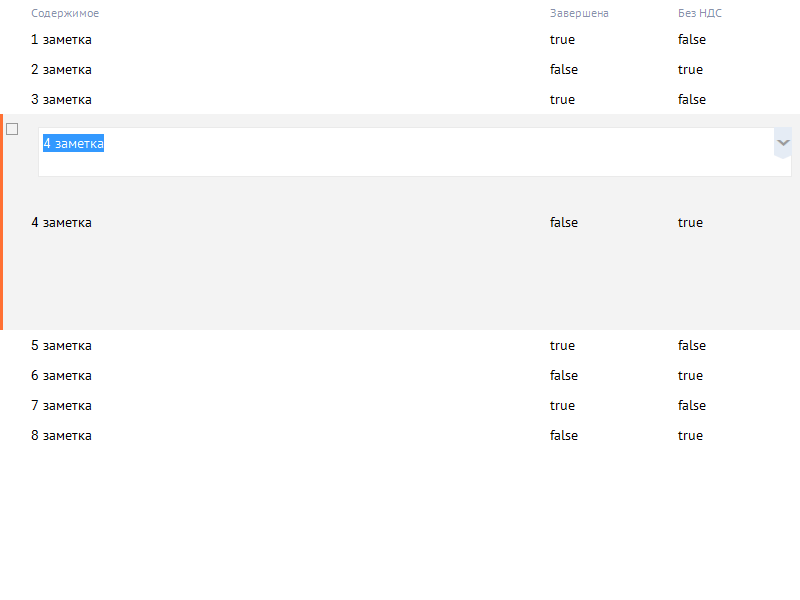 Содержимое Завершена Без НДС
1 заметка true false
2 заметка false true
3 заметка true false
4 заметка
4 заметка false true
5 заметка true false
6 заметка false true
7 заметка true false
8 заметка false true